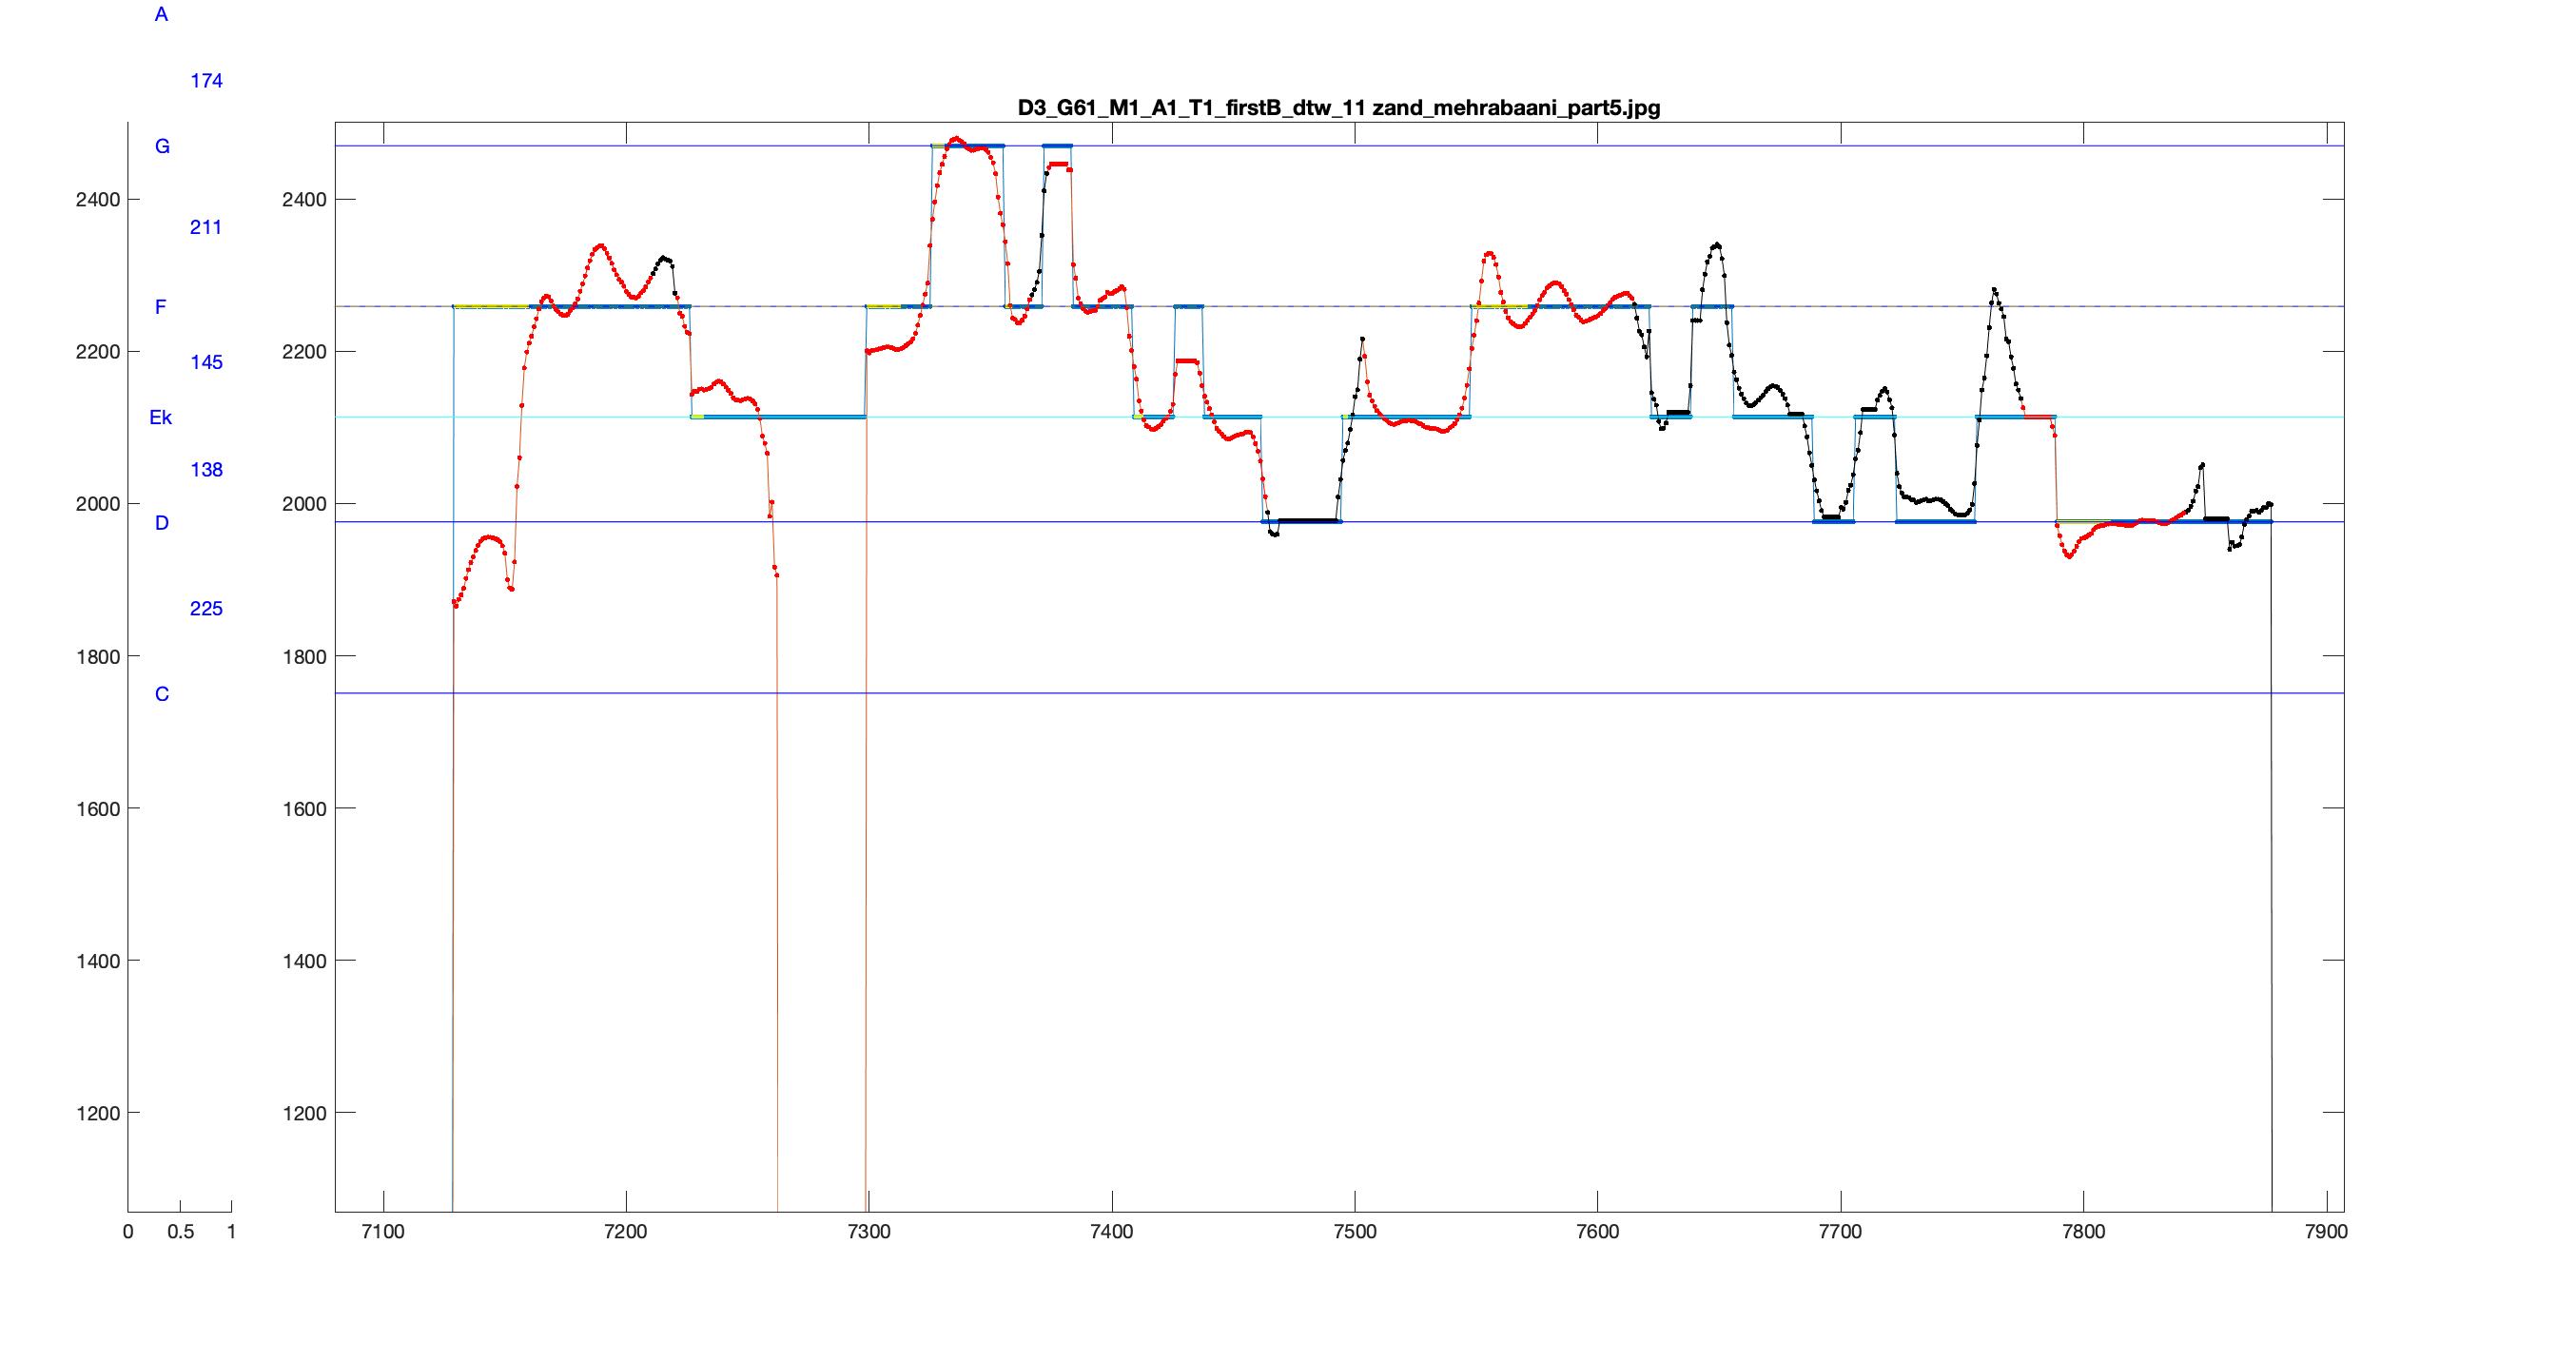 A
174
D3_G61_M1_A1_T1_firstB_dtw_11 zand_mehrabaani_part5.jpg
G
2400 2400
211
F
2200
145
Ek
138
2000 2000
D
225
1800 1800
C
1600 1600
1400 1400
1200 1200
0 0.5 1 7100 7200 7300 7400 7500 7600 7700 7800 7900